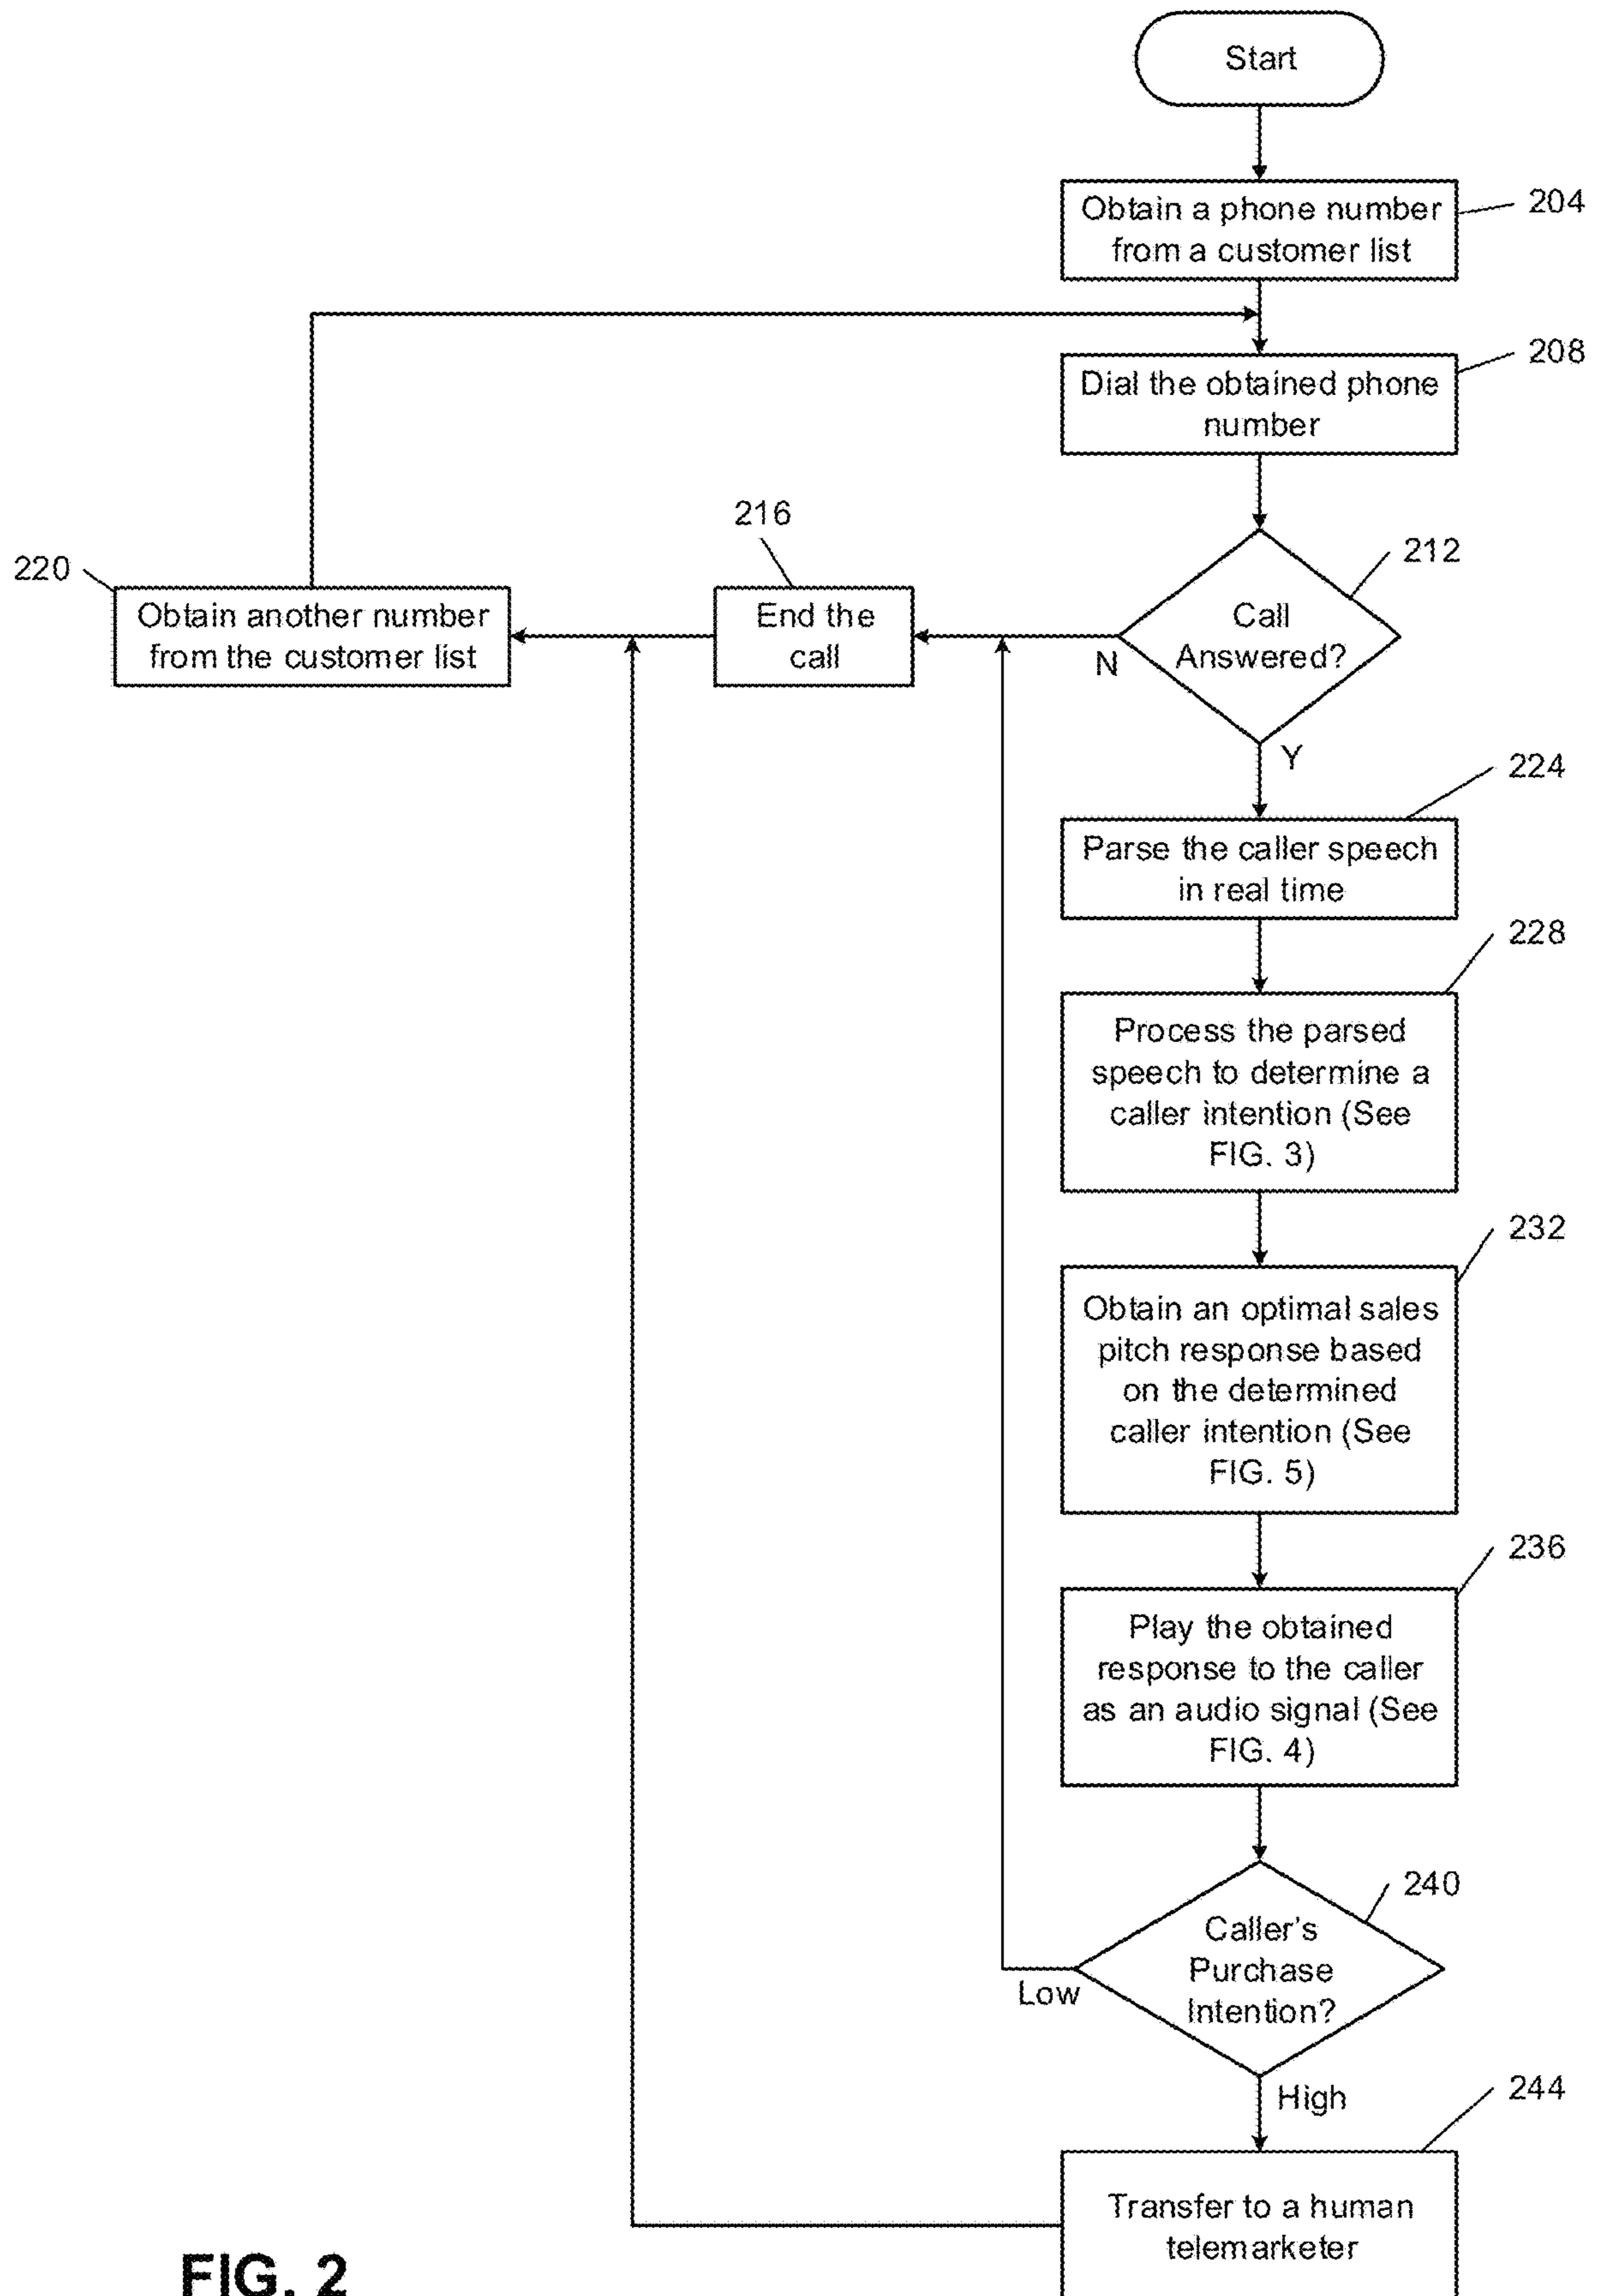 Start
Obtain a phone number
from a customer list
204
Dial the obtained phone
number
208
Call
Answered?
212
N
Y
216
End the
call
220
Obtain another number
from the customer list
224
Parse the caller speech
in real time
228
Process the parsed
speech to determine a
caller intention (See
FIG. 3)
232
Obtain an optimal sales
pitch response based
on the determined
caller intention (See
FIG. 5)
236
Play the obtained
response to the caller
as an audio signal (See
FIG. 4)
240
Caller's
Purchase
Intention?
Low
High
244
Transfer to a human
telemarketer
FIG. 2